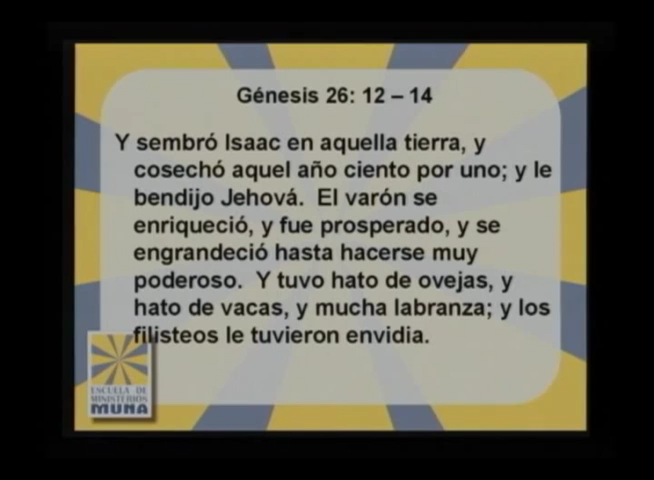 Génesis 26: 12 – 14
Y sembró Isaac en aquella tierra, y
cosechó aquel año ciento por uno; y le
bendijo Jehová. El varón se
enriqueció, y fue prosperado, y se
engrandeció hasta hacerse muy
poderoso. Y tuvo hato de ovejas, y
hato de vacas, y mucha labranza; y los
filisteos le tuvieron envidia.
ESCUELA DE
MINISTERIOS
MUNA